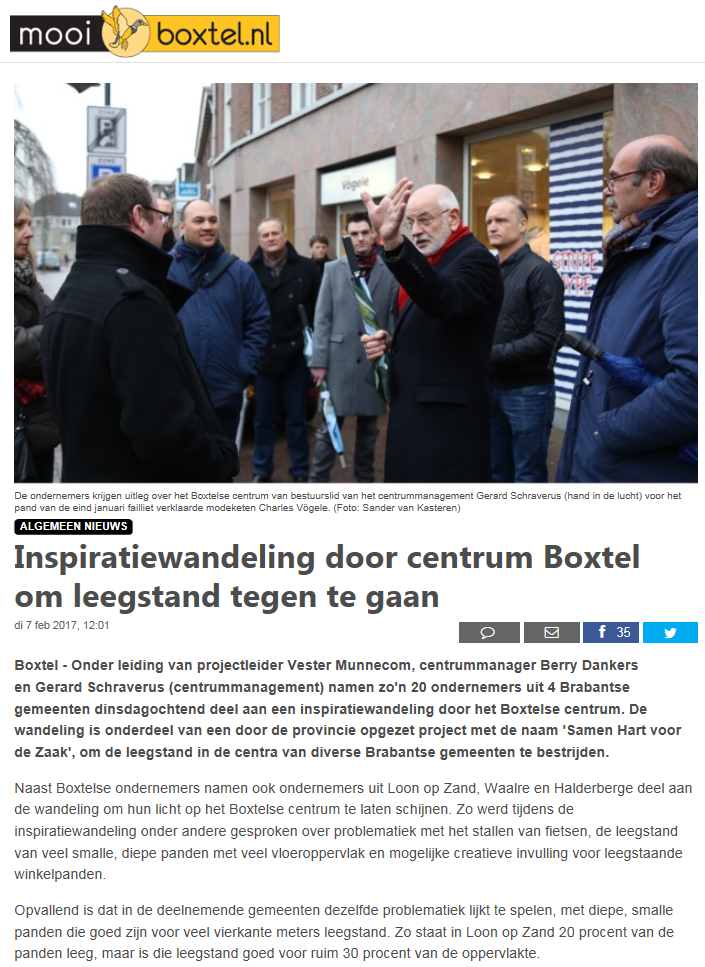 mooi boxtel.nl
ZONE
ZONE
Vögele
De ondernemers krijgen uitleg over het Boxtelse centrum van bestuurslid van het centrummanagement Gerard Schraverus (hand in de lucht) voor het
pand van de eind januari failliet verklaarde modeketen Charles Vögele. (Foto: Sander van Kasteren)
ALGEMEEN NIEUWS
Inspiratiewandeling door centrum Boxtel
om leegstand tegen te gaan
di 7 feb 2017, 12:01
35
Boxtel - Onder leiding van projectleider Vester Munnecom, centrummanager Berry Dankers
en Gerard Schraverus (centrummanagement) namen zo'n 20 ondernemers uit 4 Brabantse
gemeenten dinsdagochtend deel aan een inspiratiewandeling door het Boxtelse centrum. De
wandeling is onderdeel van een door de provincie opgezet project met de naam 'Samen Hart voor
de Zaak', om de leegstand in de centra van diverse Brabantse gemeenten te bestrijden.
Naast Boxtelse ondernemers namen ook ondernemers uit Loon op Zand, Waalre en Halderberge deel aan
de wandeling om hun licht op het Boxtelse centrum te laten schijnen. Zo werd tijdens de
inspiratiewandeling onder andere gesproken over problematiek met het stallen van fietsen, de leegstand
van veel smalle, diepe panden met veel vloeroppervlak en mogelijke creatieve invulling voor leegstaande
winkelpanden.
Opvallend is dat in de deelnemende gemeenten dezelfde problematiek lijkt te spelen, met diepe, smalle
panden die goed zijn voor veel vierkante meters leegstand. Zo staat in Loon op Zand 20 procent van de
panden leeg, maar is die leegstand goed voor ruim 30 procent van de oppervlakte.